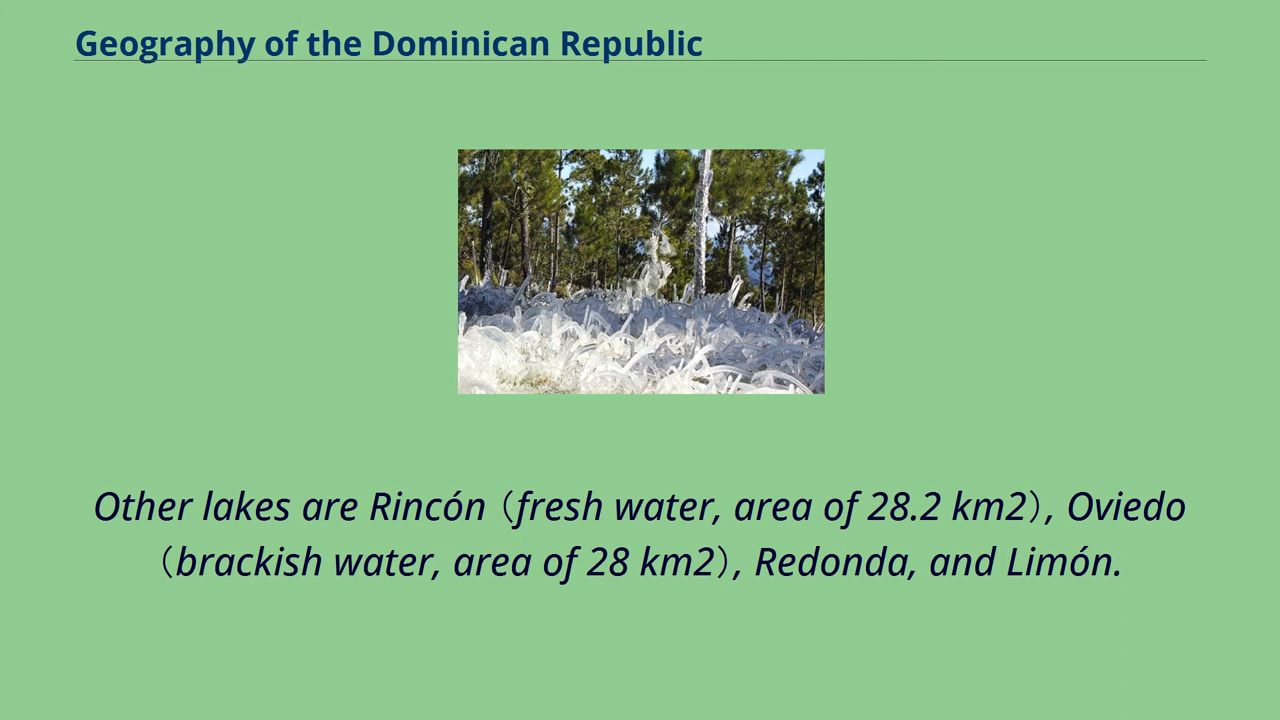 Geography of the Dominican Republic
Other lakes are Rincón（fresh water, area of 28.2 km2）, Oviedo
（brackish water, area of 28 km2）, Redonda, and Limón.